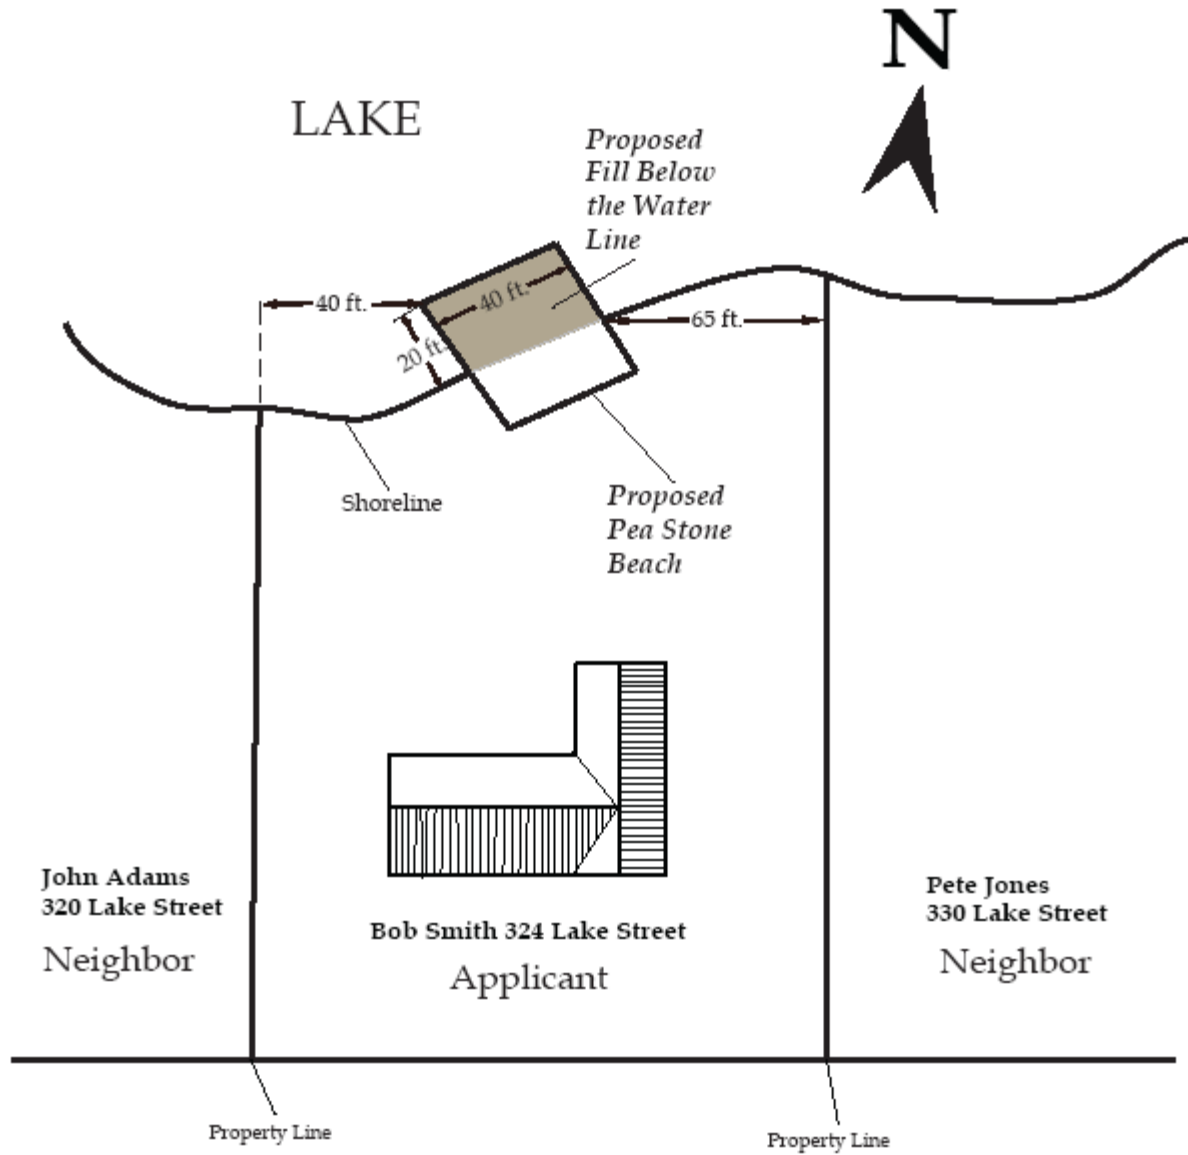 N
LAKE
Proposed
Fill Below
the Water
Line
40 ft.
40 ft.
65 ft.
20 ft.
Shoreline
Proposed
Pea Stone
Beach
John Adams
320 Lake Street
Neighbor
Bob Smith 324 Lake Street
Applicant
Pete Jones
330 Lake Street
Neighbor
Property Line
Property Line